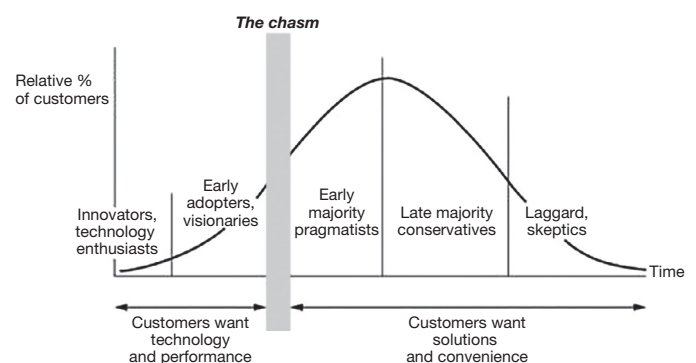 The chasm
Relative %
of customers
Innovators,
technology
enthusiasts
Early
adopters,
visionaries
Early
majority
pragmatists
Late majority
conservatives
Laggard,
skeptics
Time
Customers want
technology
and performance
Customers want
solutions
and convenience